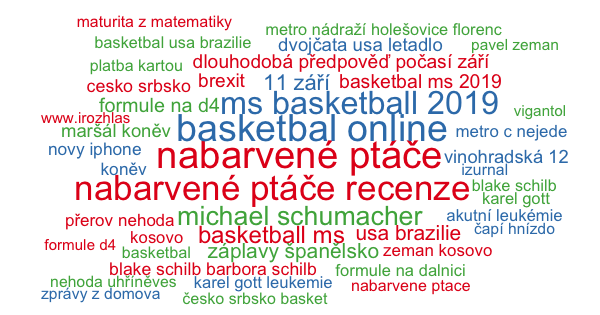 maturita z matematiky
metro nádraží holešovice florenc
basketbal usa brazilie
dvojčata usa letadlo
pavel zeman
platba kartou
dlouhodobá předpověď počasí září
cesko srbsko
brexit
11 září
basketbal ms 2019
formule na d4
ms basketball 2019
vigantol
www.irozhlas
maršál koněv
basketbal online
metro c nejede
novy iphone
nabarvené ptáče
vinohradská 12
koněv
izurnal
nabarvené ptáče recenze
blake schilb
karel gott
přerov nehoda
michael schumacher
akutní leukémie
čapí hnízdo
formule d4
kosovo
basketball ms
usa brazilie
basketbal
záplavy španělsko
zeman kosovo
blake schilb barbora schilb
formule na dalnici
nehoda uhříněves
karel gott leukemie
nabarvene ptace
zprávy z domova
česko srbsko basket